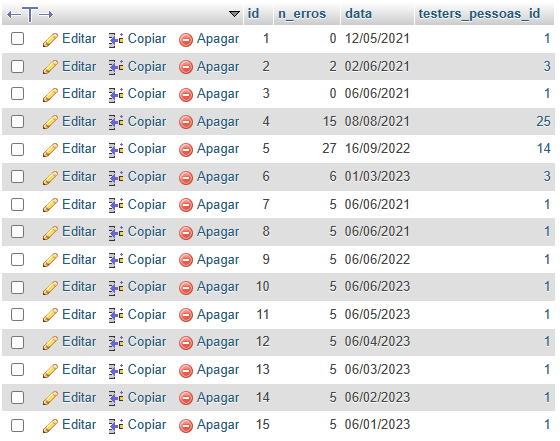 id n_erros data testers_pessoas_id
Editar Copiar Apagar 1 0 12/05/2021 1
Editar Copiar Apagar 2 2 02/06/2021 3
Editar Copiar Apagar 3 0 06/06/2021 1
Editar Copiar Apagar 4 15 08/08/2021 25
Editar Copiar Apagar 5 27 16/09/2022 14
Editar Copiar Apagar 6 6 01/03/2023 3
Editar Copiar Apagar 7 5 06/06/2021 1
Editar Copiar Apagar 8 5 06/06/2021 1
Editar Copiar Apagar 9 5 06/06/2022 1
Editar Copiar Apagar 10 5 06/06/2023 1
Editar Copiar Apagar 11 5 06/05/2023 1
Editar Copiar Apagar 12 5 06/04/2023 1
Editar Copiar Apagar 13 5 06/03/2023 1
Editar Copiar Apagar 14 5 06/02/2023 1
Editar Copiar Apagar 15 5 06/01/2023 1